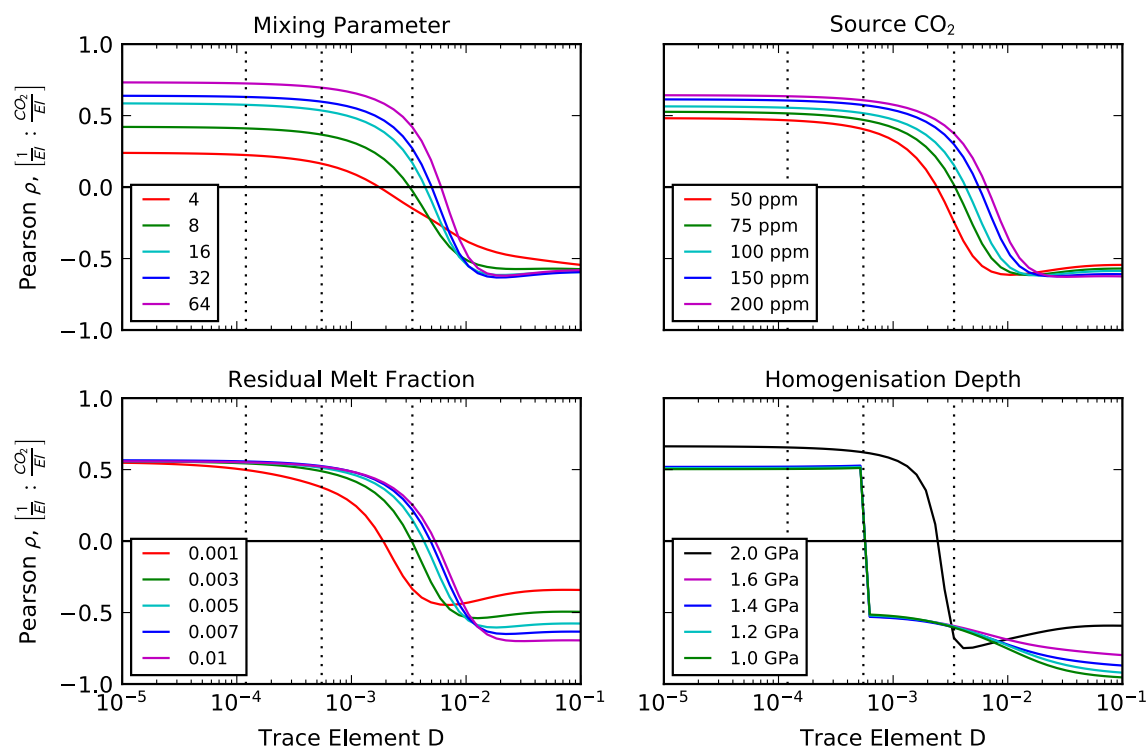 Mixing Parameter
Source CO₂
1.0
0.5
0.0
−0.5
−1.0
Pearson ρ, [1/El : CO₂/El]
4
8
16
32
64
50 ppm
75 ppm
100 ppm
150 ppm
200 ppm
Residual Melt Fraction
Homogenisation Depth
1.0
0.5
0.0
−0.5
−1.0
Pearson ρ, [1/El : CO₂/El]
0.001
0.003
0.005
0.007
0.01
2.0 GPa
1.6 GPa
1.4 GPa
1.2 GPa
1.0 GPa
10⁻⁵ 10⁻⁴ 10⁻³ 10⁻² 10⁻¹
10⁻⁵ 10⁻⁴ 10⁻³ 10⁻² 10⁻¹
Trace Element D
Trace Element D